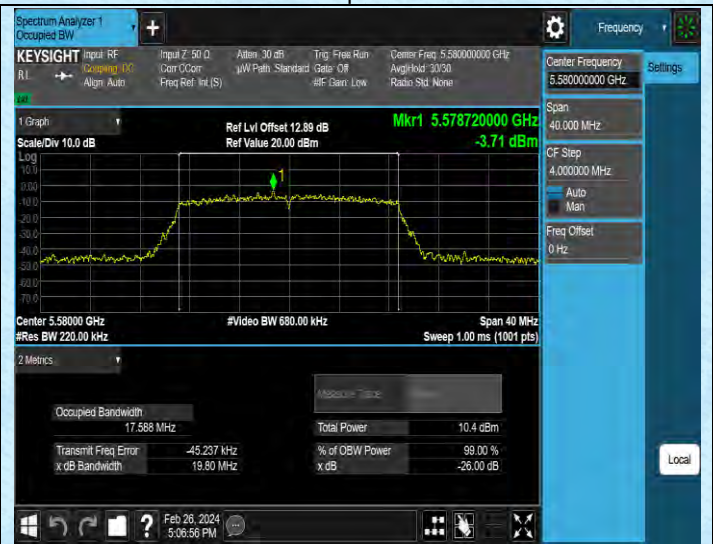 Spectrum Analyzer 1
Occupied BW
Frequency
KEYSIGHT Input: RF
Coupling: DC
Align: Auto
RL
Input Z: 50 Ω
Corr CCorr
Freq Ref: Int (S)
Atten: 30 dB
µW Path: Standard
Trig: Free Run
Gate: Off
#IF Gain: Low
Center Freq: 5.580000000 GHz
Avg|Hold: 30/30
Radio Std: None
Center Frequency
5.580000000 GHz
Settings
Span
40.000 MHz
CF Step
4.000000 MHz
Auto
Man
Freq Offset
0 Hz
1 Graph
Scale/Div 10.0 dB
Ref Lvl Offset 12.89 dB
Ref Value 20.00 dBm
Mkr1 5.578720000 GHz
-3.71 dBm
Log
10.0
0.00
-10.0
-20.0
-30.0
-40.0
-50.0
-60.0
-70.0
1
Center 5.58000 GHz
#Res BW 220.00 kHz
#Video BW 680.00 kHz
Span 40 MHz
Sweep 1.00 ms (1001 pts)
2 Metrics
Measure Trace
Occupied Bandwidth
17.588 MHz
Total Power 10.4 dBm
Transmit Freq Error -45.237 kHz
% of OBW Power 99.00 %
x dB Bandwidth 19.80 MHz
x dB -26.00 dB
Local
Feb 26, 2024
5:06:56 PM